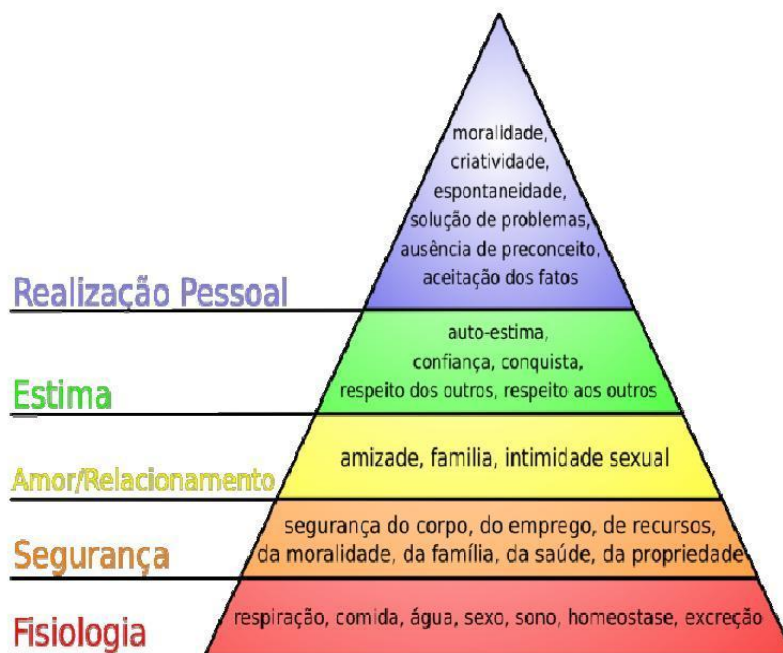 moralidade,
criatividade,
espontaneidade,
solução de problemas,
ausência de preconceito,
aceitação dos fatos
Realização Pessoal
auto-estima,
confiança, conquista,
respeito dos outros, respeito aos outros
Estima
amizade, familia, intimidade sexual
Amor/Relacionamento
segurança do corpo, do emprego, de recursos,
da moralidade, da família, da saúde, da propriedade
Segurança
respiração, comida, água, sexo, sono, homeostase, excreção
Fisiologia